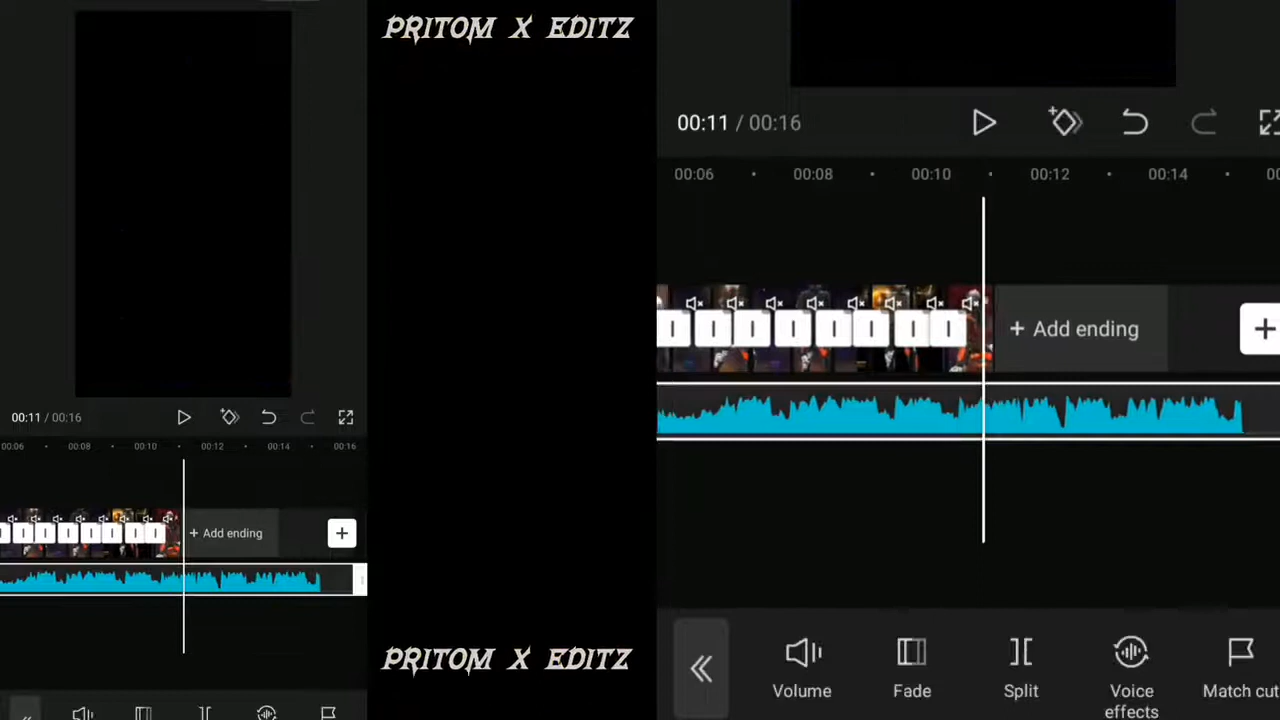 00:11 / 00:16
00:06 00:08 00:10 00:12 00:14 00:16
+ Add ending
PRITOM X EDITZ
PRITOM X EDITZ
00:11 / 00:16
00:06 00:08 00:10 00:12 00:14
+ Add ending
Volume Fade Split Voice effects Match cut